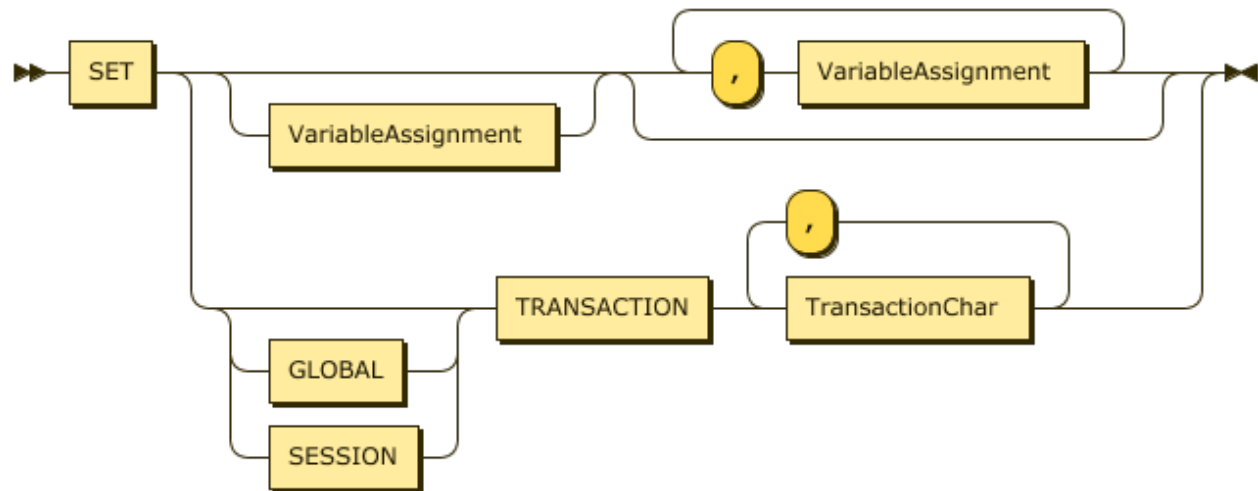 SET
, VariableAssignment
VariableAssignment
,
TRANSACTION TransactionChar
GLOBAL
SESSION